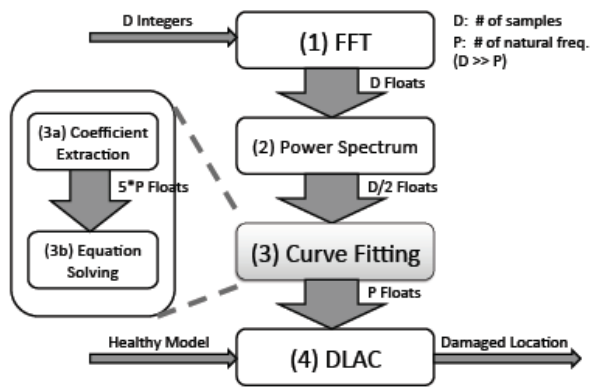 D Integers
(1) FFT
D: # of samples
P: # of natural freq.
(D >> P)
D Floats
(3a) Coefficient
Extraction
(2) Power Spectrum
5*P Floats
D/2 Floats
(3b) Equation
Solving
(3) Curve Fitting
P Floats
Healthy Model
(4) DLAC
Damaged Location